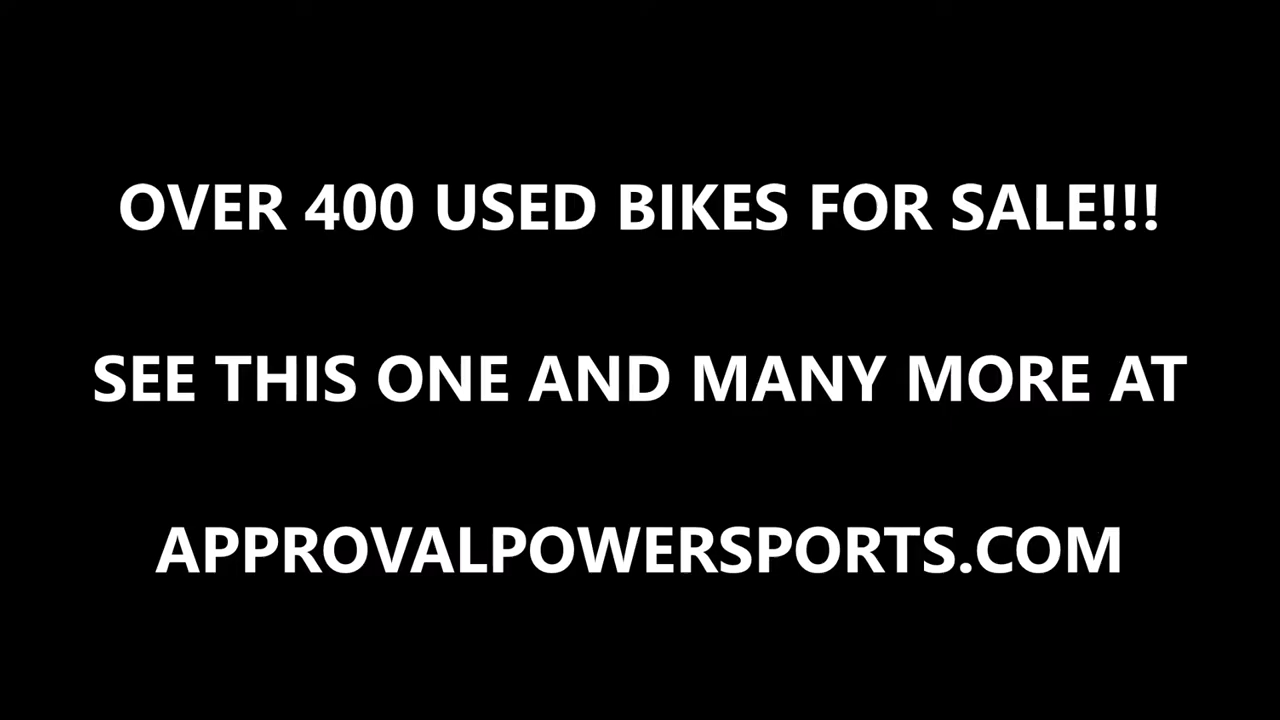 OVER 400 USED BIKES FOR SALE!!!
SEE THIS ONE AND MANY MORE AT
APPROVALPOWERSPORTS.COM